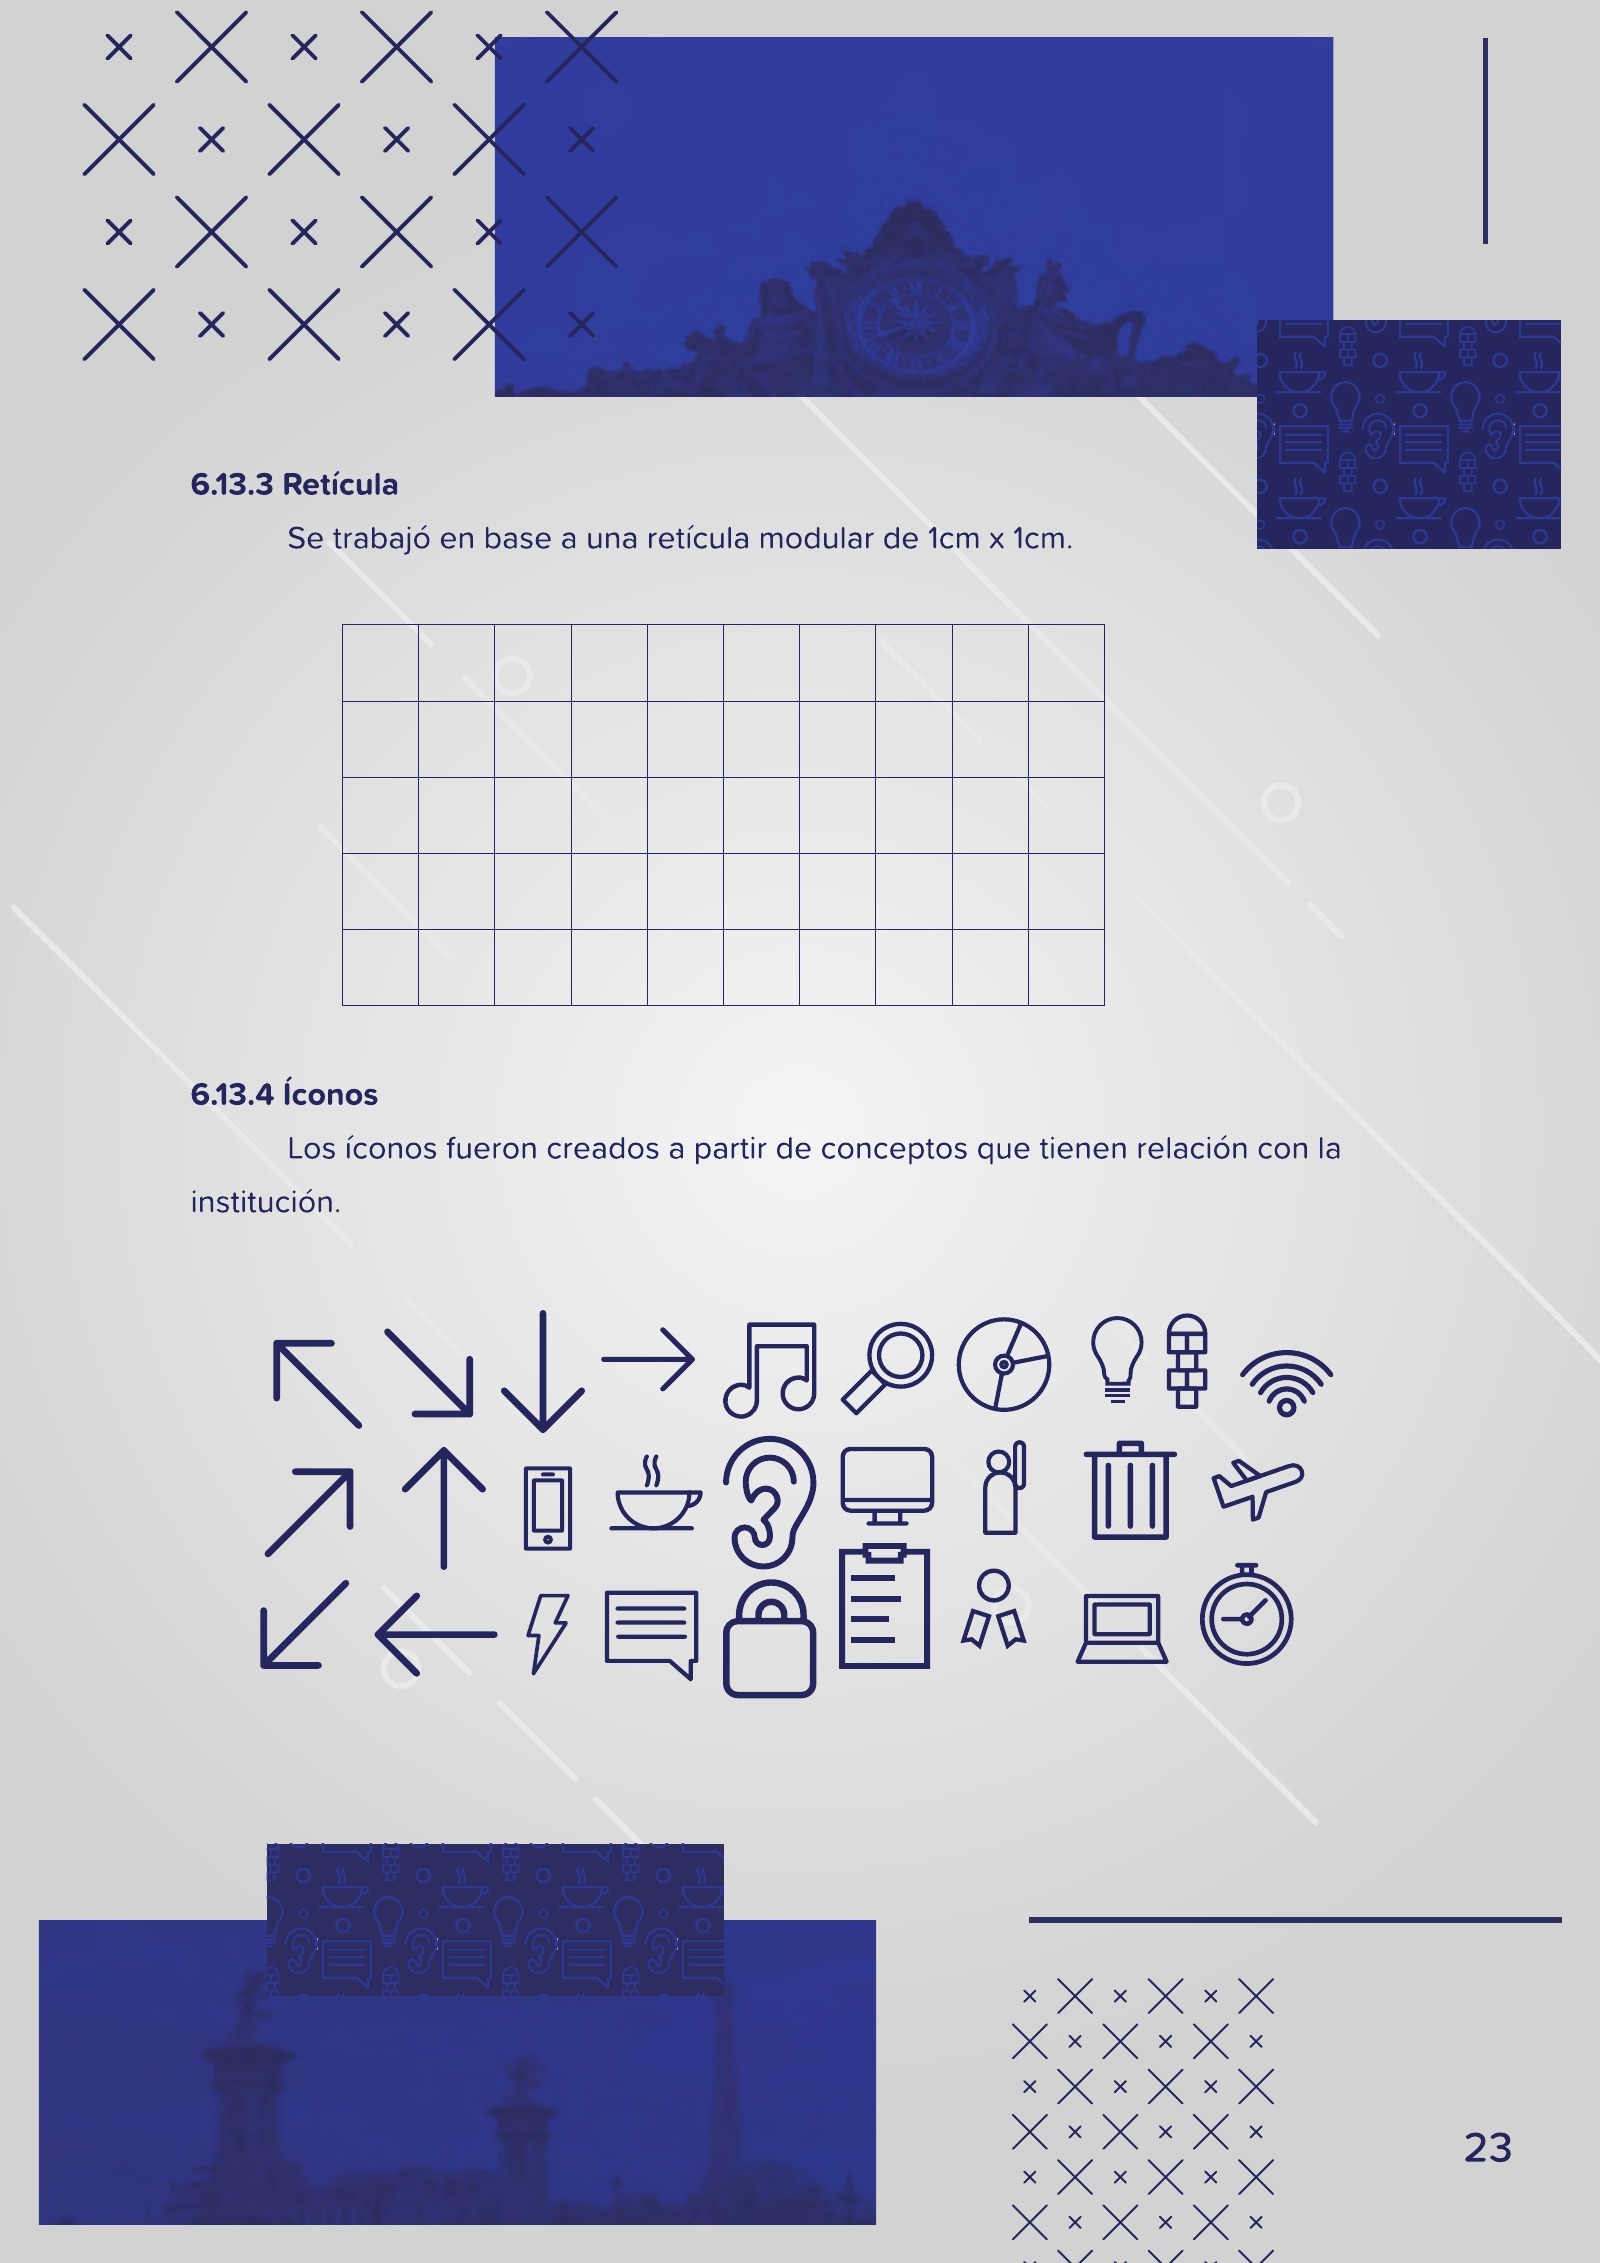 6.13.3 Retícula
Se trabajó en base a una retícula modular de 1cm x 1cm.
6.13.4 Íconos
Los íconos fueron creados a partir de conceptos que tienen relación con la
institución.
23